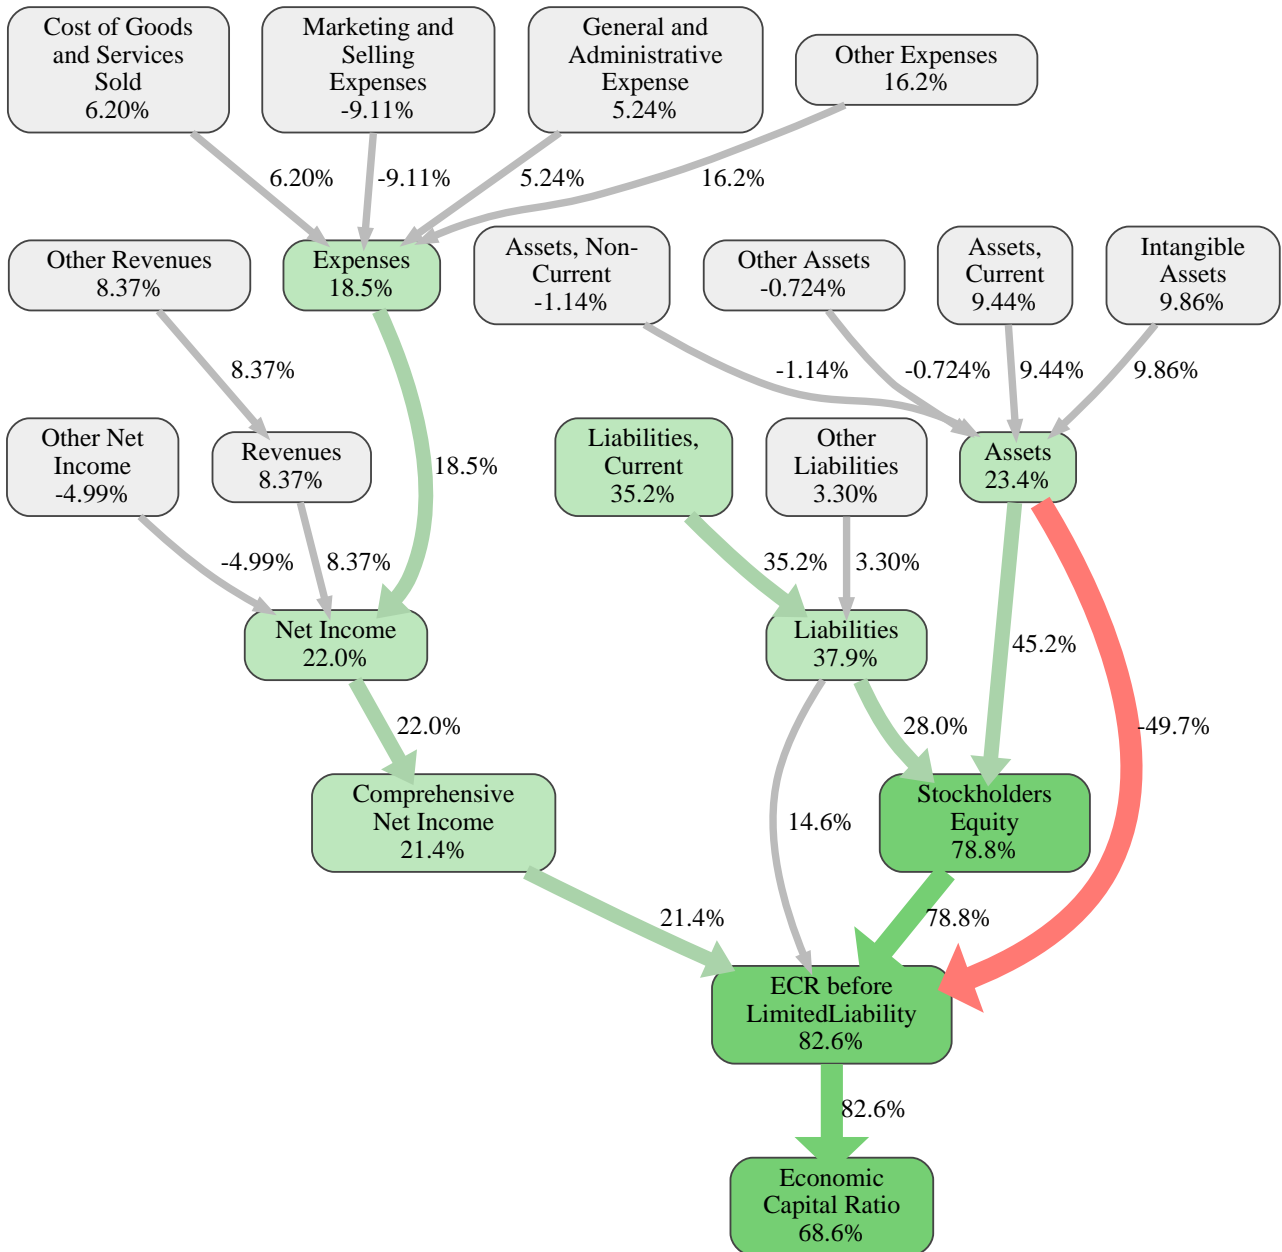 Cost of Goods
and Services
Sold
6.20%
Marketing and
Selling
Expenses
-9.11%
General and
Administrative
Expense
5.24%
Other Expenses
16.2%
6.20%
-9.11%
5.24%
16.2%
Other Revenues
8.37%
Expenses
18.5%
Assets, Non-
Current
-1.14%
Other Assets
-0.724%
Assets,
Current
9.44%
Intangible
Assets
9.86%
8.37%
-1.14%
-0.724%
9.44%
9.86%
Other Net
Income
-4.99%
Revenues
8.37%
18.5%
Liabilities,
Current
35.2%
Other
Liabilities
3.30%
Assets
23.4%
-4.99%
8.37%
35.2%
3.30%
Net Income
22.0%
Liabilities
37.9%
45.2%
22.0%
28.0%
-49.7%
Comprehensive
Net Income
21.4%
14.6%
Stockholders
Equity
78.8%
21.4%
78.8%
ECR before
LimitedLiability
82.6%
82.6%
Economic
Capital Ratio
68.6%